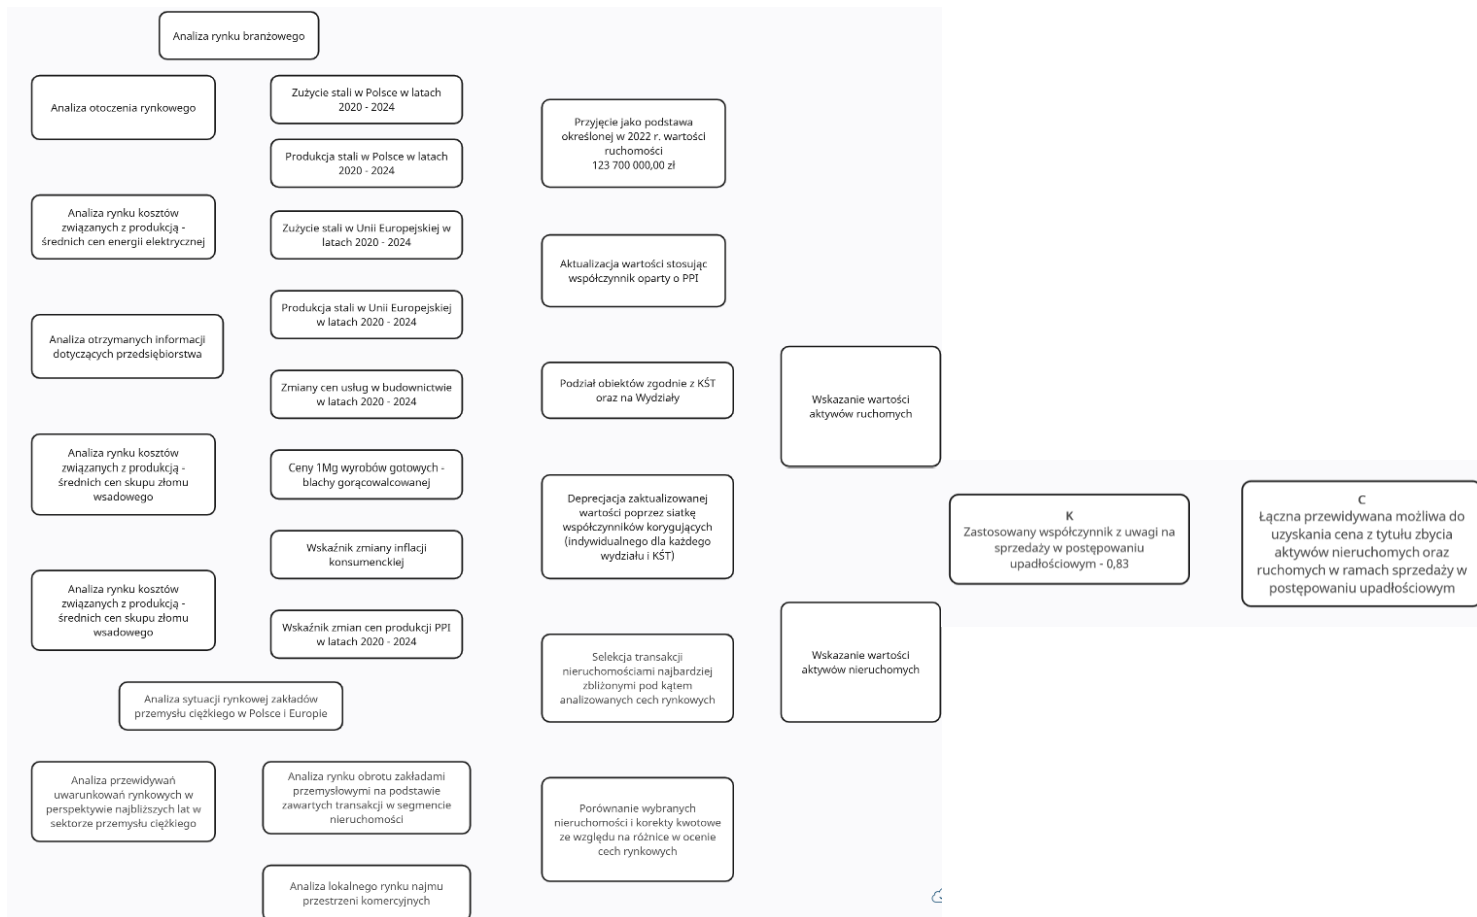 Analiza rynku branżowego
Analiza otoczenia rynkowego
Analiza rynku kosztów
związanych z produkcją -
średnich cen energii elektrycznej
Analiza otrzymanych informacji
dotyczących przedsiębiorstwa
Analiza rynku kosztów
związanych z produkcją -
średnich cen skupu złomu
wsadowego
Analiza rynku kosztów
związanych z produkcją -
średnich cen skupu złomu
wsadowego
Zużycie stali w Polsce w latach
2020 - 2024
Produkcja stali w Polsce w latach
2020 - 2024
Zużycie stali w Unii Europejskiej w
latach 2020 - 2024
Produkcja stali w Unii Europejskiej
w latach 2020 - 2024
Zmiany cen usług w budownictwie
w latach 2020 - 2024
Ceny 1Mg wyrobów gotowych -
blachy gorącowalcowanej
Wskaźnik zmiany inflacji
konsumenckiej
Wskaźnik zmian cen produkcji PPI
w latach 2020 - 2024
Analiza sytuacji rynkowej zakładów
przemysłu ciężkiego w Polsce i Europie
Analiza przewidywań
uwarunkowań rynkowych w
perspektywie najbliższych lat w
sektorze przemysłu ciężkiego
Analiza rynku obrotu zakładami
przemysłowymi na podstawie
zawartych transakcji w segmencie
nieruchomości
Analiza lokalnego rynku najmu
przestrzeni komercyjnych
Przyjęcie jako podstawa
określonej w 2022 r. wartości
ruchomości
123 700 000,00 zł
Aktualizacja wartości stosując
współczynnik oparty o PPI
Podział obiektów zgodnie z KŚT
oraz na Wydziały
Deprecjacja zaktualizowanej
wartości poprzez siatkę
współczynników korygujących
(indywidualnego dla każdego
wydziału i KŚT)
Selekcja transakcji
nieruchomościami najbardziej
zbliżonymi pod kątem
analizowanych cech rynkowych
Porównanie wybranych
nieruchomości i korekty kwotowe
ze względu na różnice w ocenie
cech rynkowych
Wskazanie wartości
aktywów ruchomych
Wskazanie wartości
aktywów nieruchomych
K
Zastosowany współczynnik z uwagi na
sprzedaży w postępowaniu
upadłościowym - 0,83
C
Łączna przewidywana możliwa do
uzyskania cena z tytułu zbycia
aktywów nieruchomych oraz
ruchomych w ramach sprzedaży w
postępowaniu upadłościowym